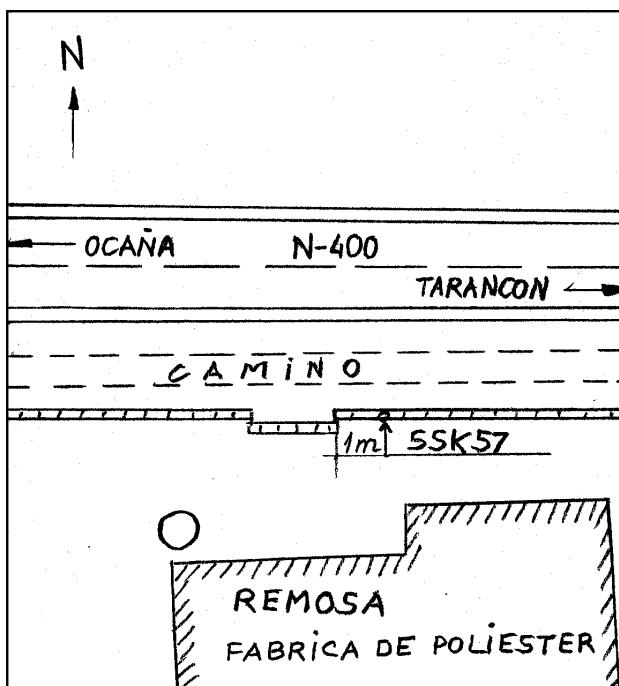 N
OCAÑA N-400
TARANCON
CAMiNO
1m SSK57
REMOSA
FABRICA DE POLiESTER